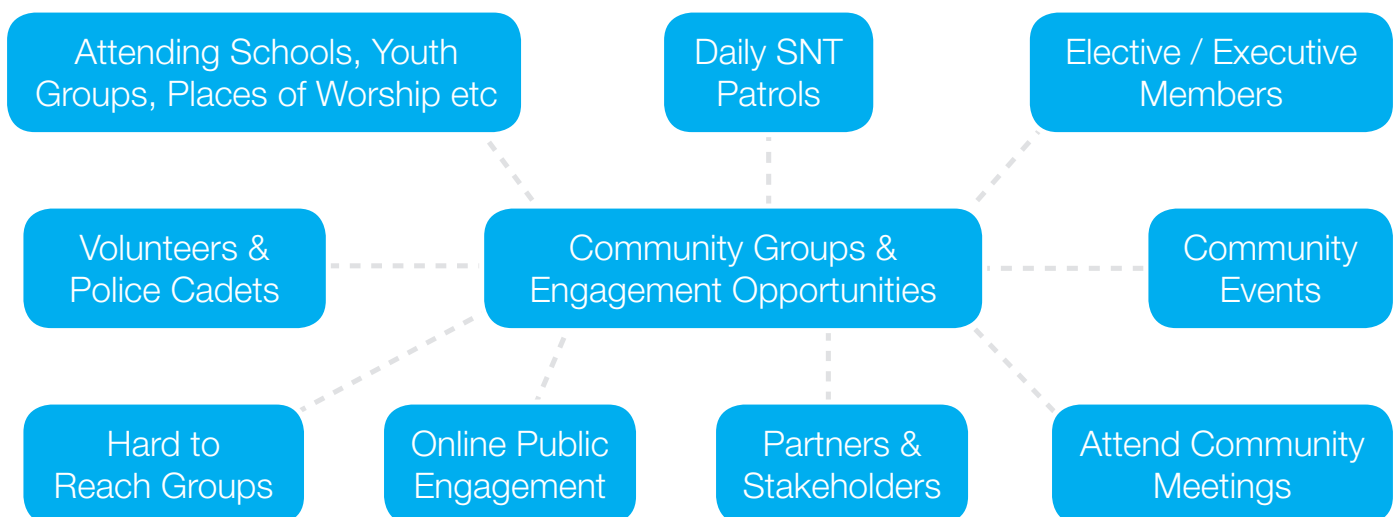 Attending Schools, Youth
Groups, Places of Worship etc
Daily SNT
Patrols
Elective / Executive
Members
Volunteers &
Police Cadets
Community Groups &
Engagement Opportunities
Community
Events
Hard to
Reach Groups
Online Public
Engagement
Partners &
Stakeholders
Attend Community
Meetings